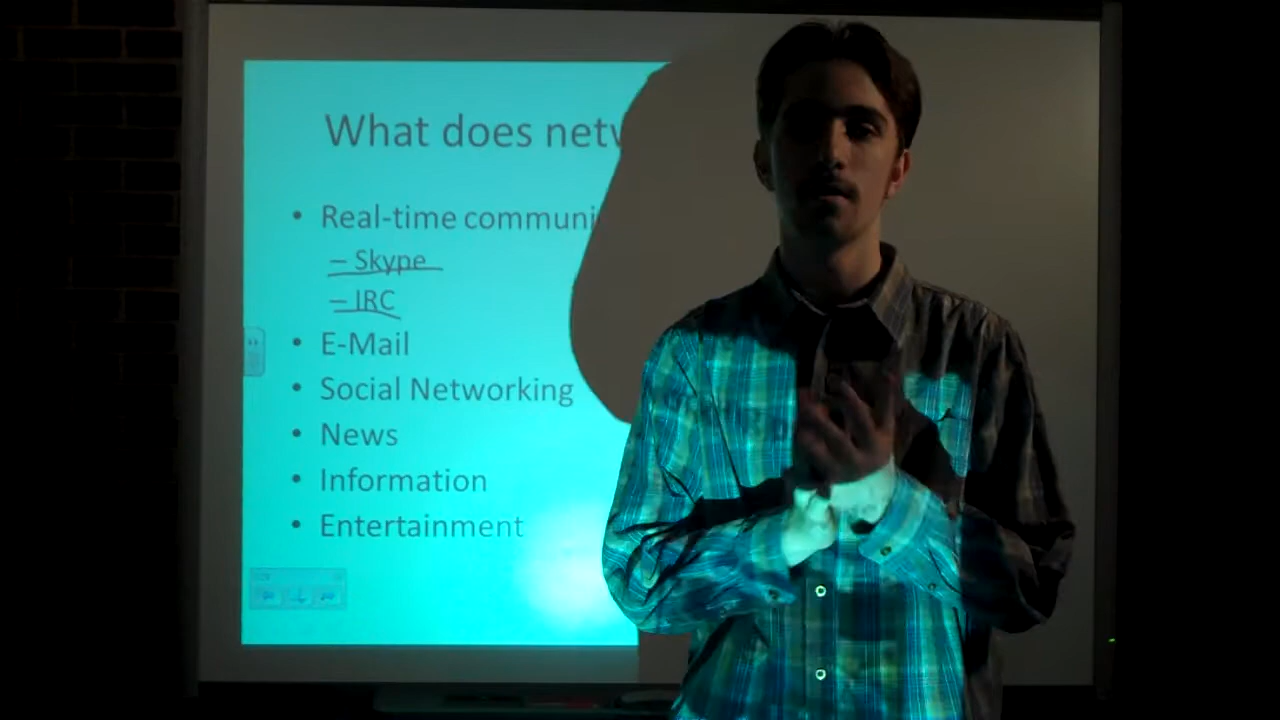 What does netw
• Real-time communi
– Skype
– IRC
• E-Mail
• Social Networking
• News
• Information
• Entertainment